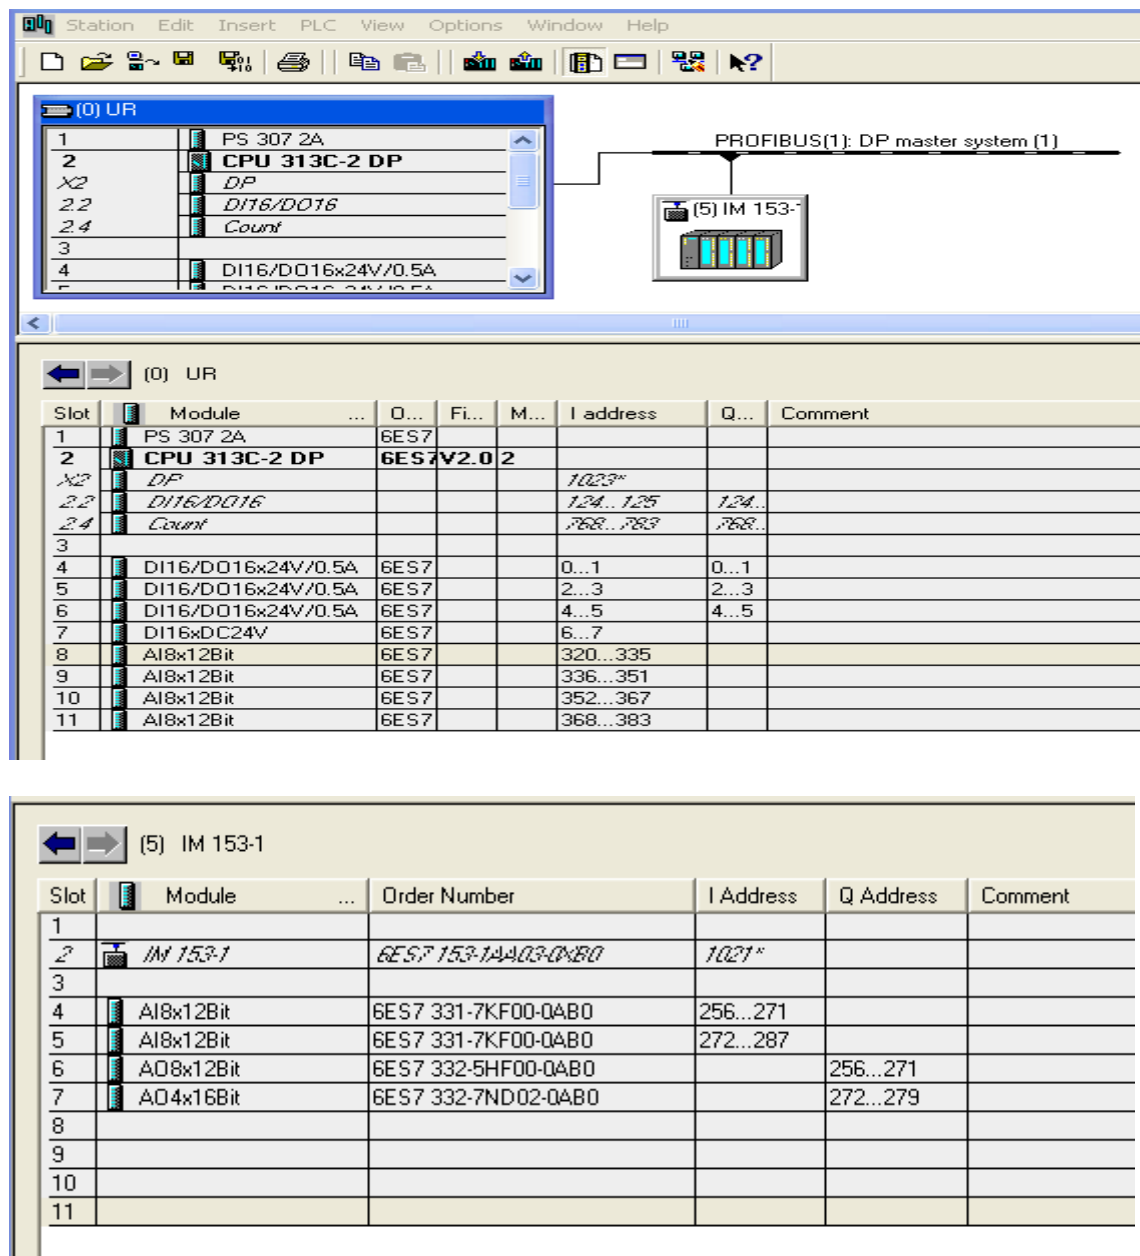 Station Edit Insert PLC View Options Window Help
(0) UR
1 PS 307 2A
2 CPU 313C-2 DP
X2 DP
2.2 DI16/DO16
2.4 Count
3
4 DI16/DO16x24V/0.5A
PROFIBUS(1): DP master system (1)
(5) IM 153-1
(0) UR
Slot Module ... O... Fi... M... I address Q... Comment
1 PS 307 2A 6ES7
2 CPU 313C-2 DP 6ES7 V2.0 2
X2 DP 1023*
2.2 DI16/DO16 124...125 124...
2.4 Count 768...783 768...
3
4 DI16/DO16x24V/0.5A 6ES7 0...1 0...1
5 DI16/DO16x24V/0.5A 6ES7 2...3 2...3
6 DI16/DO16x24V/0.5A 6ES7 4...5 4...5
7 DI16xDC24V 6ES7 6...7
8 AI8x12Bit 6ES7 320...335
9 AI8x12Bit 6ES7 336...351
10 AI8x12Bit 6ES7 352...367
11 AI8x12Bit 6ES7 368...383
(5) IM 153-1
Slot Module ... Order Number I Address Q Address Comment
1
2 IM 153-1 6ES7 153-1AA03-0XB0 1021*
3
4 AI8x12Bit 6ES7 331-7KF00-0AB0 256...271
5 AI8x12Bit 6ES7 331-7KF00-0AB0 272...287
6 AO8x12Bit 6ES7 332-5HF00-0AB0 256...271
7 AO4x16Bit 6ES7 332-7ND02-0AB0 272...279
8
9
10
11